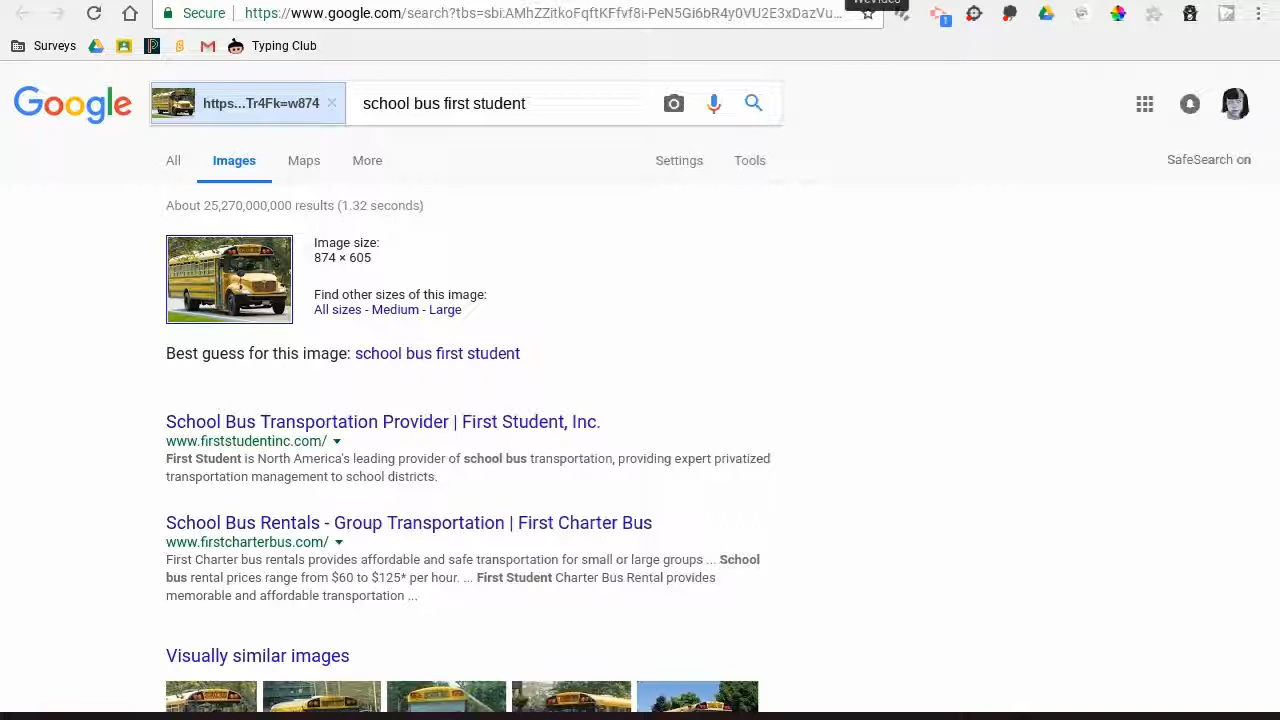 WeVideo
Secure https://www.google.com/search?tbs=sbi:AMhZZitkoFqftKFfvf8i-PeN5Gi6bR4y0VU2E3xDazVu...
1
Surveys Typing Club
Google https...Tr4Fk=w874 × school bus first student
All Images Maps More Settings Tools SafeSearch on
About 25,270,000,000 results (1.32 seconds)
Image size:
874 × 605
Find other sizes of this image:
All sizes - Medium - Large
Best guess for this image: school bus first student
School Bus Transportation Provider | First Student, Inc.
www.firststudentinc.com/
First Student is North America's leading provider of school bus transportation, providing expert privatized
transportation management to school districts.
School Bus Rentals - Group Transportation | First Charter Bus
www.firstcharterbus.com/
First Charter bus rentals provides affordable and safe transportation for small or large groups ... School
bus rental prices range from $60 to $125* per hour. ... First Student Charter Bus Rental provides
memorable and affordable transportation ...
Visually similar images